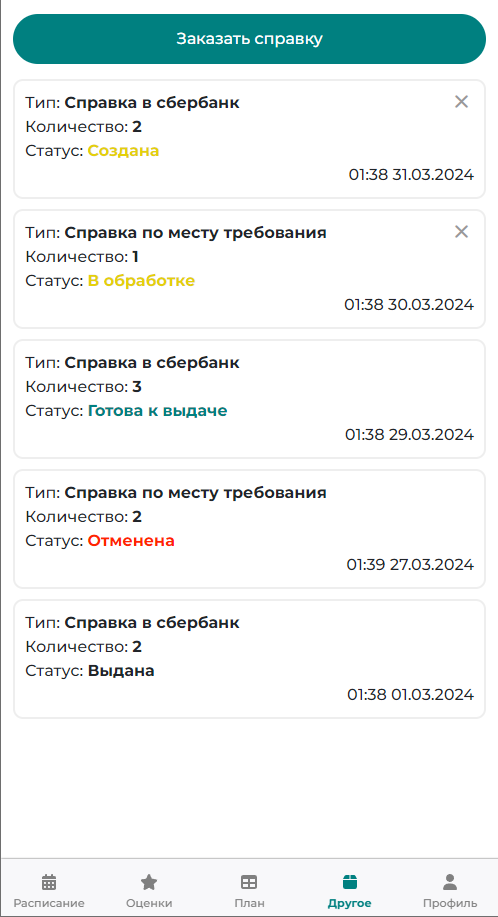 Заказать справку
Тип: Справка в сбербанк
Количество: 2
Статус: Создана
01:38 31.03.2024
Тип: Справка по месту требования
Количество: 1
Статус: В обработке
01:38 30.03.2024
Тип: Справка в сбербанк
Количество: 3
Статус: Готова к выдаче
01:38 29.03.2024
Тип: Справка по месту требования
Количество: 2
Статус: Отменена
01:39 27.03.2024
Тип: Справка в сбербанк
Количество: 2
Статус: Выдана
01:38 01.03.2024
Расписание Оценки План Другое Профиль